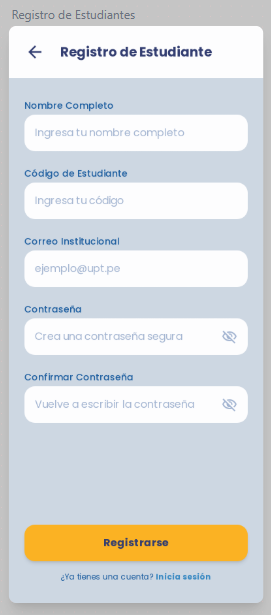 Registro de Estudiantes
Registro de Estudiante
Nombre Completo
Ingresa tu nombre completo
Código de Estudiante
Ingresa tu código
Correo Institucional
ejemplo@upt.pe
Contraseña
Crea una contraseña segura
Confirmar Contraseña
Vuelve a escribir la contraseña
Registrarse
¿Ya tienes una cuenta? Inicia sesión